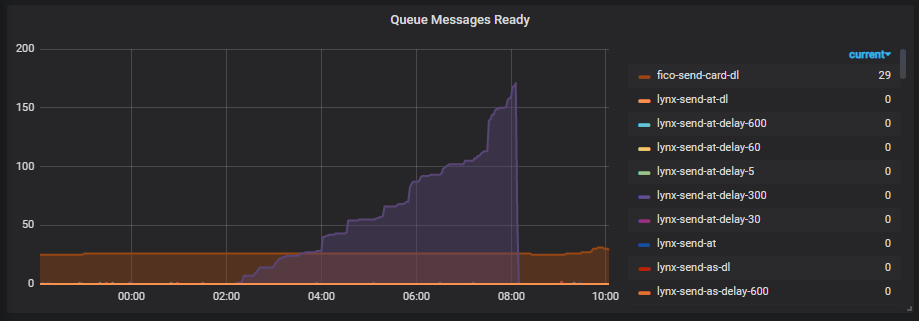 Queue Messages Ready
200
150
100
50
0
00:00 02:00 04:00 06:00 08:00 10:00
current
fico-send-card-dl 29
lynx-send-at-dl 0
lynx-send-at-delay-600 0
lynx-send-at-delay-60 0
lynx-send-at-delay-5 0
lynx-send-at-delay-300 0
lynx-send-at-delay-30 0
lynx-send-at 0
lynx-send-as-dl 0
lynx-send-as-delay-600 0